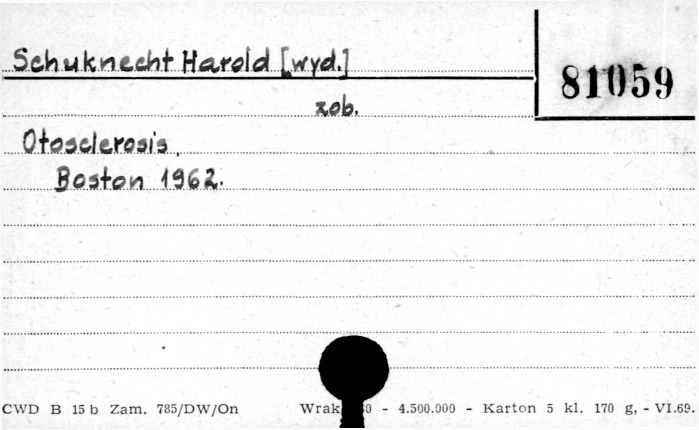 Schuknecht Harold [wyd.]
81059
zob.
Otosclerosis.
Boston 1962.
CWD B 15 b Zam. 785/DW/On Wrak - 4.500.000 - Karton 5 kl. 170 g, - VI.69.